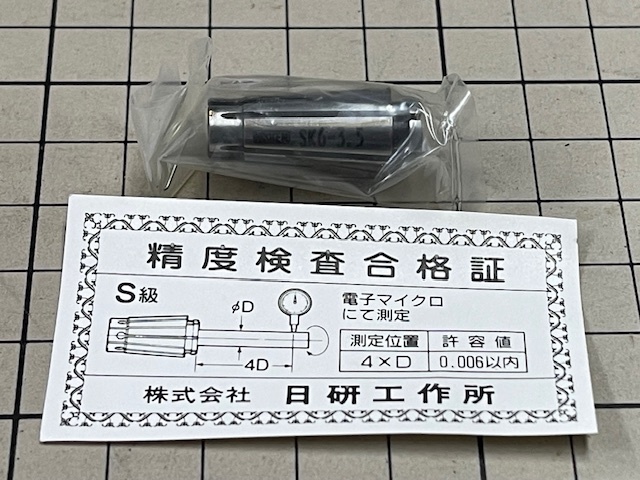 SK6-3.5
精度検査合格証
S級
φD
4D
電子マイクロ
にて測定
測定位置 許容値
4×D 0.006以内
株式会社 日研工作所